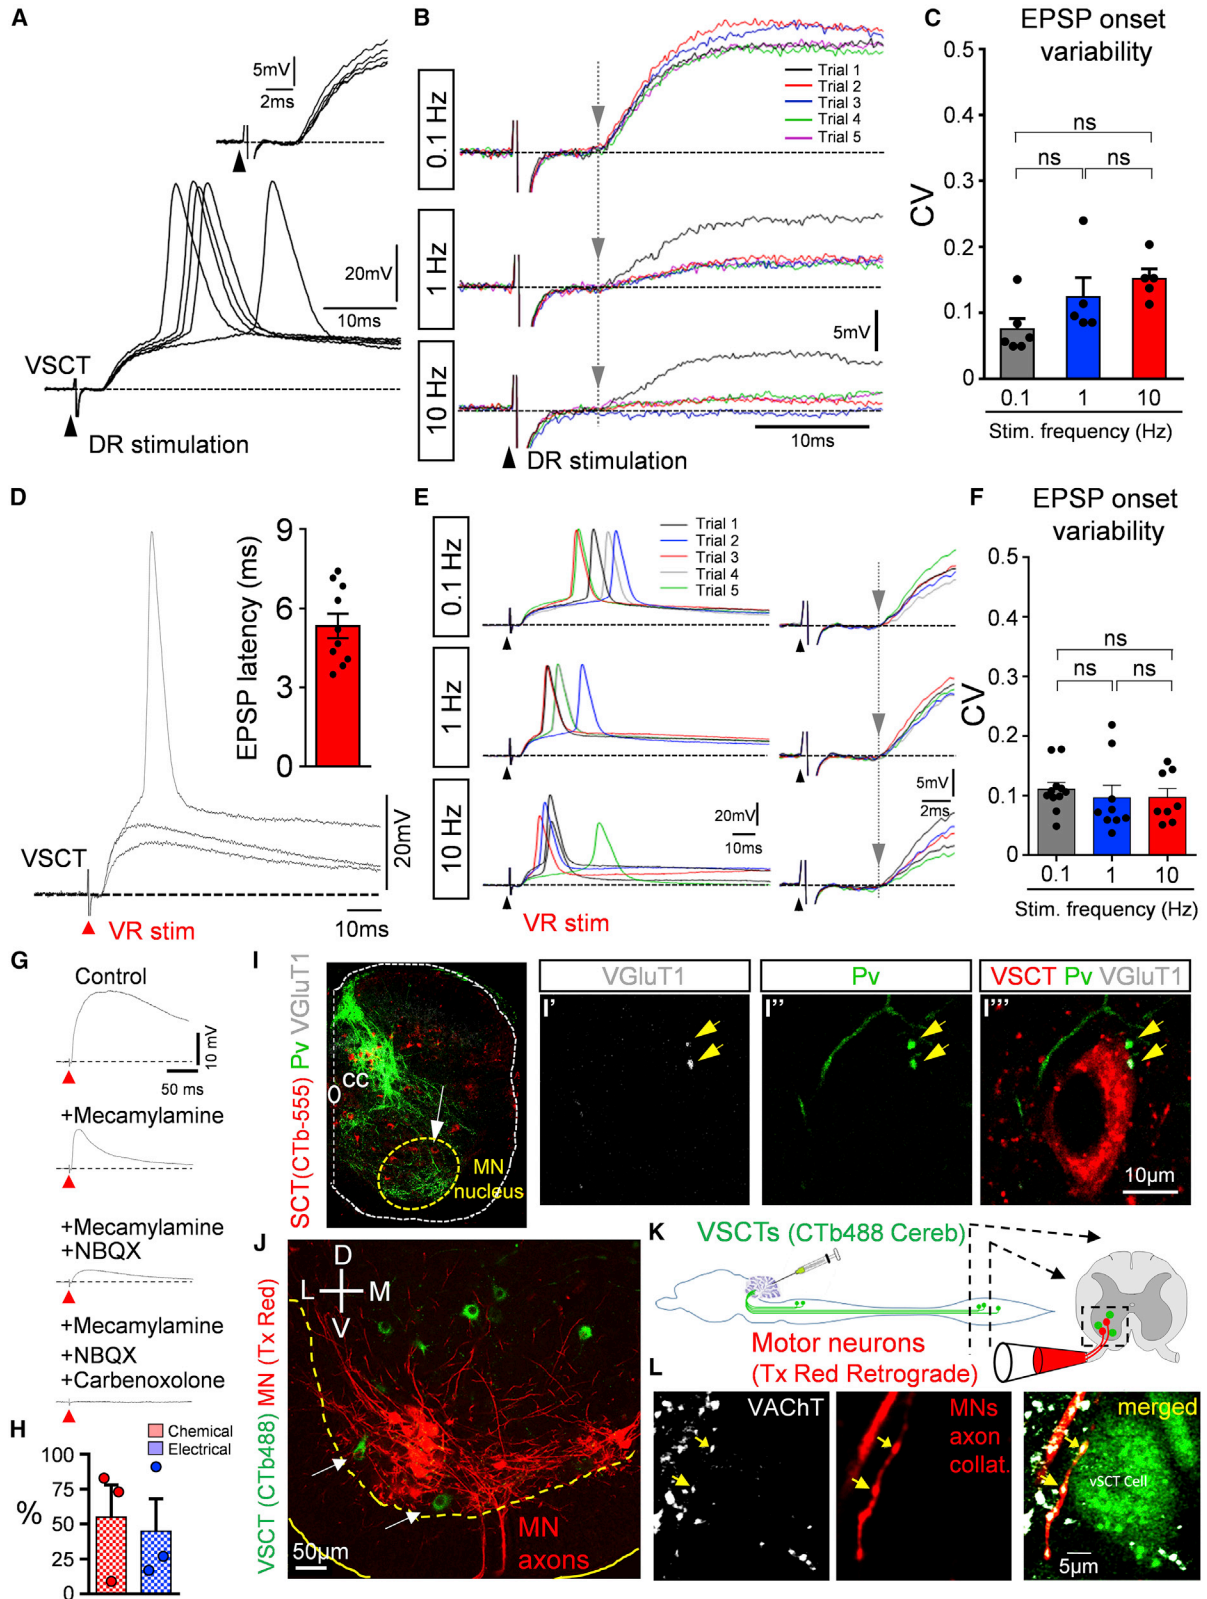 A
5mV
2ms
20mV
10ms
VSCT
DR stimulation
B
0.1 Hz
1 Hz
10 Hz
Trial 1
Trial 2
Trial 3
Trial 4
Trial 5
5mV
10ms
DR stimulation
C
EPSP onset
variability
CV
0.5
0.4
0.3
0.2
0.1
0
ns
ns
ns
0.1
1
10
Stim. frequency (Hz)
D
EPSP latency (ms)
9
6
3
0
VSCT
VR stim
20mV
10ms
E
0.1 Hz
1 Hz
10 Hz
Trial 1
Trial 2
Trial 3
Trial 4
Trial 5
20mV
10ms
5mV
2ms
VR stim
F
EPSP onset
variability
CV
0.5
0.4
0.3
0.2
0.1
0
ns
ns
ns
0.1
1
10
Stim. frequency (Hz)
G
Control
10 mV
50 ms
+Mecamylamine
+Mecamylamine
+NBQX
+Mecamylamine
+NBQX
+Carbenoxolone
H
Chemical
Electrical
%
100
75
50
25
0
I
SCT(CTb-555) Pv VGluT1
CC
MN
nucleus
VGluT1
I'
Pv
I''
VSCT Pv VGluT1
I'''
10µm
J
VSCT (CTb488) MN (Tx Red)
D
L
M
V
MN
axons
50µm
K
VSCTs (CTb488 Cereb)
Motor neurons
(Tx Red Retrograde)
L
VAChT
MNs
axon
collat.
merged
vSCT Cell
5µm